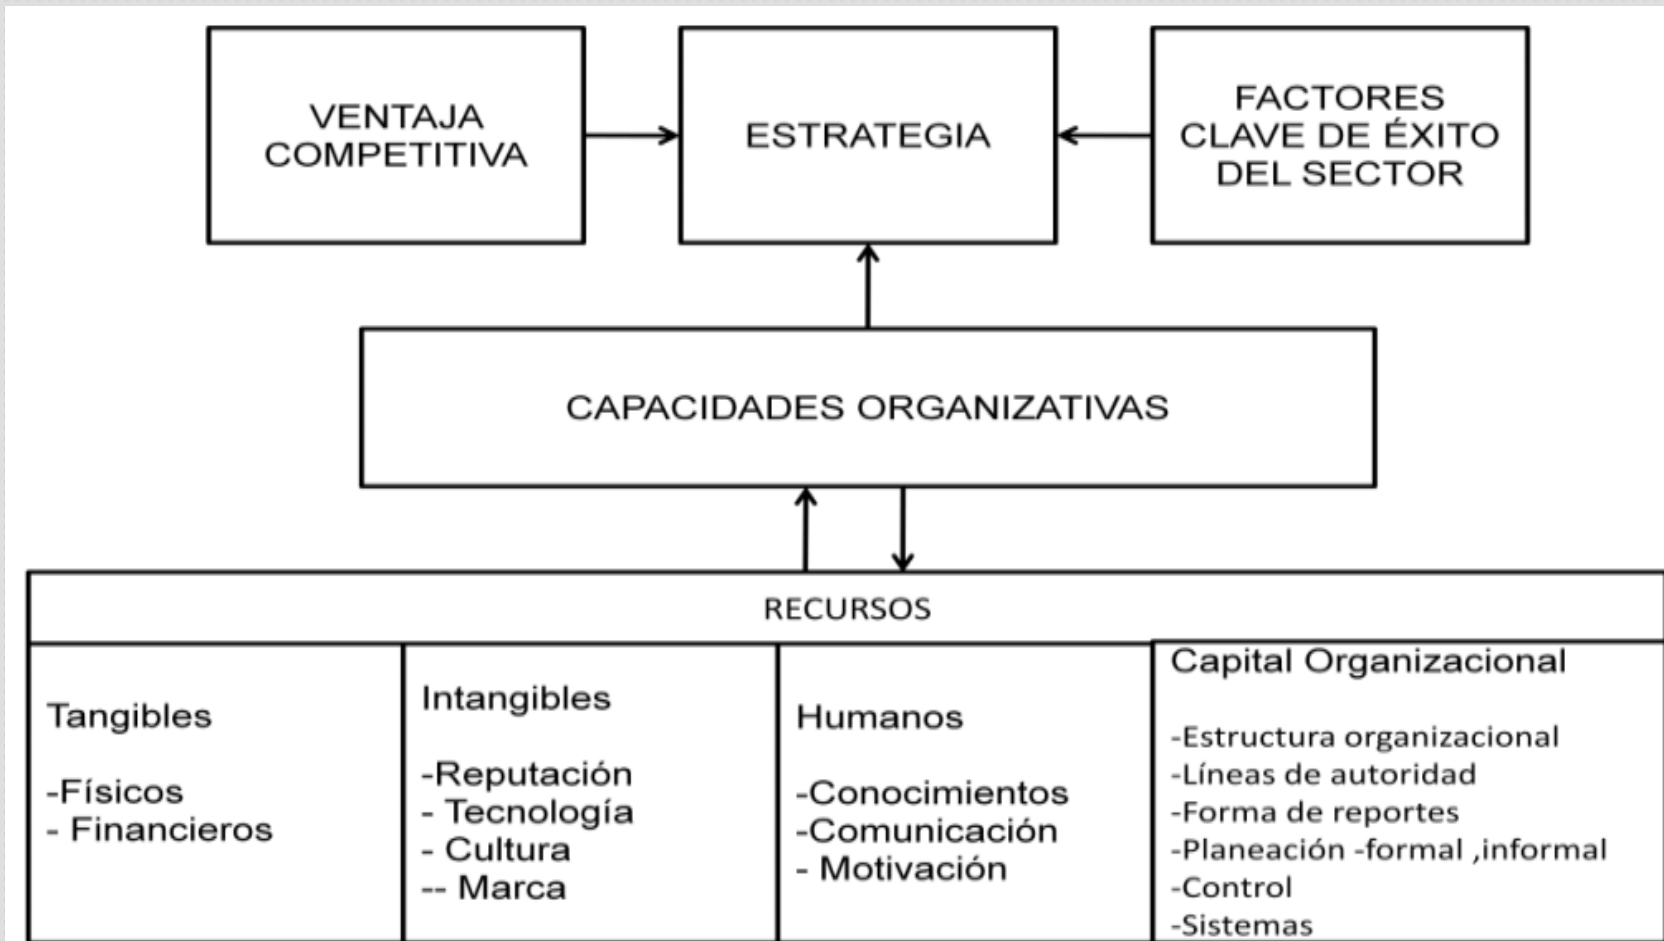 VENTAJA
COMPETITIVA
ESTRATEGIA
FACTORES
CLAVE DE ÉXITO
DEL SECTOR
CAPACIDADES ORGANIZATIVAS
RECURSOS
Tangibles
-Físicos
- Financieros
Intangibles
-Reputación
- Tecnología
- Cultura
-- Marca
Humanos
-Conocimientos
-Comunicación
- Motivación
Capital Organizacional
-Estructura organizacional
-Líneas de autoridad
-Forma de reportes
-Planeación -formal ,informal
-Control
-Sistemas